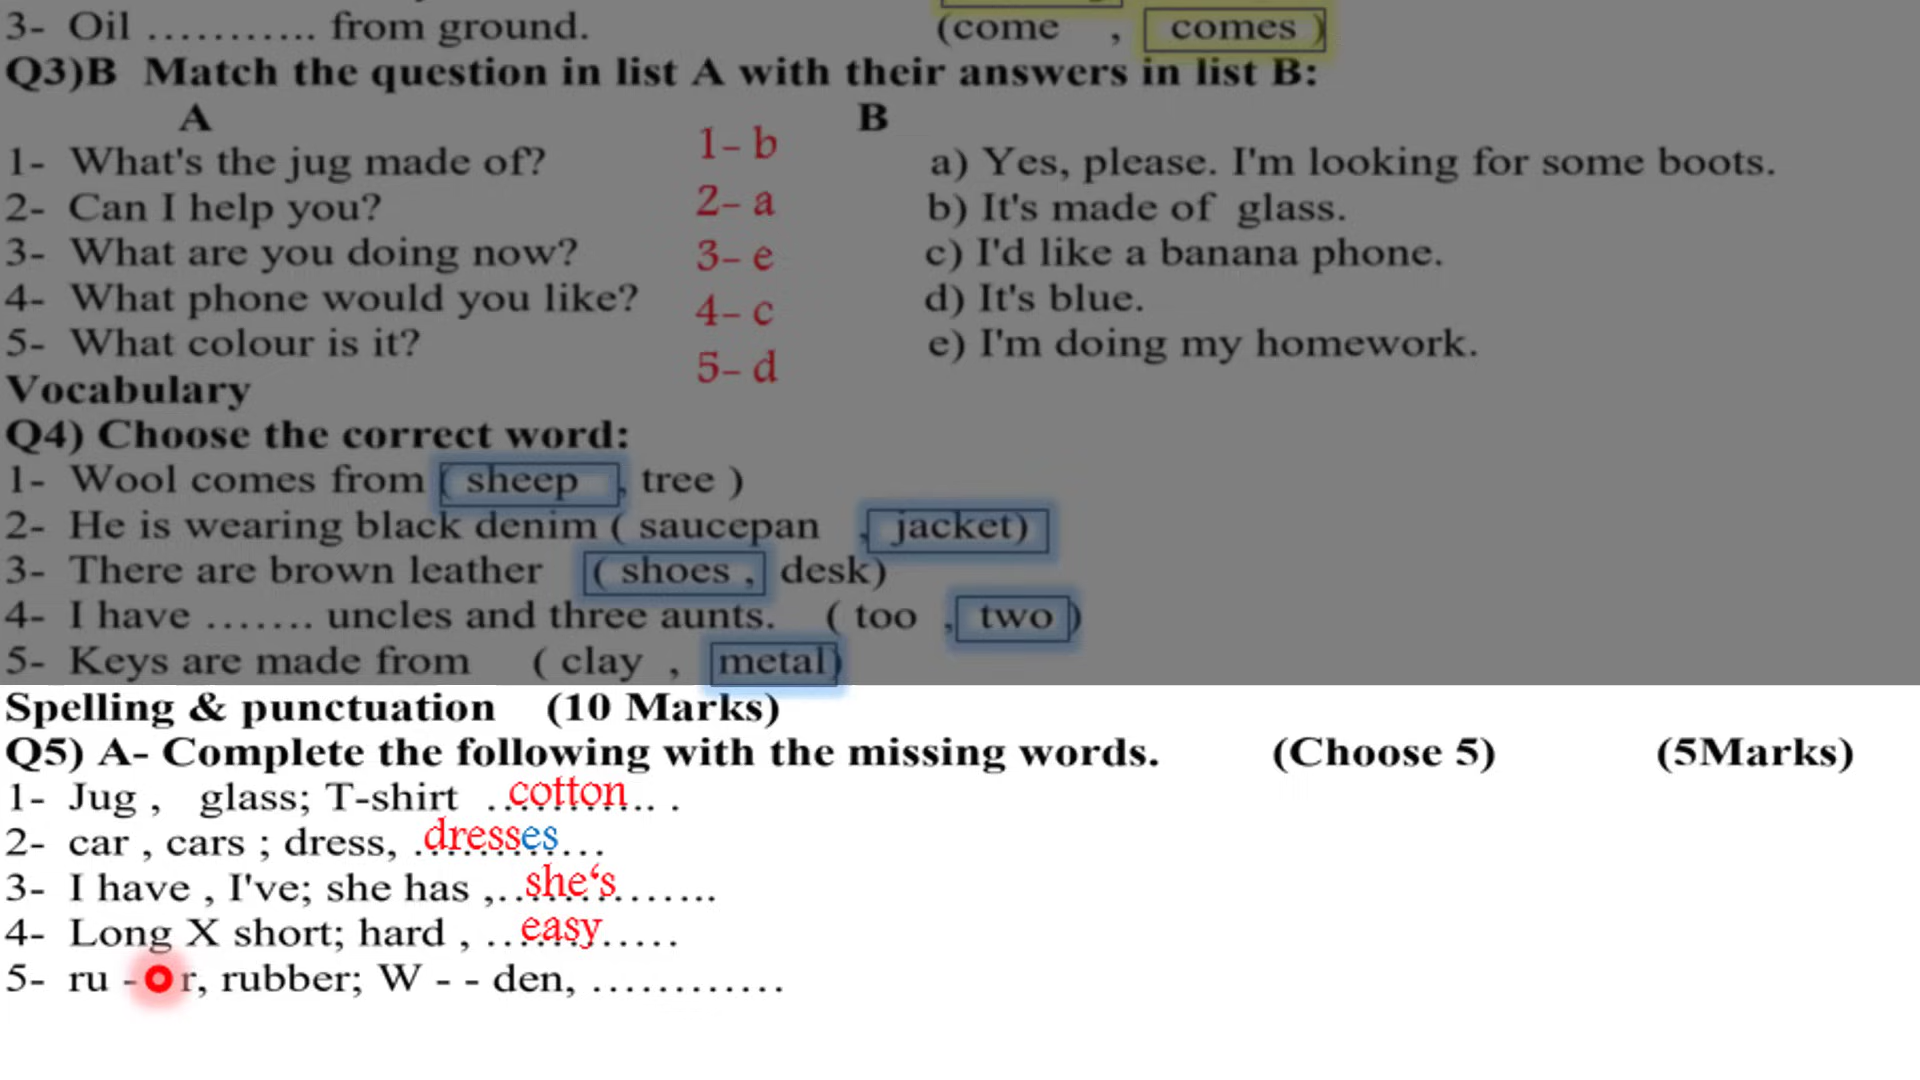 3- Oil ……….. from ground. (come , comes )
Q3)B Match the question in list A with their answers in list B:
A B
1- What's the jug made of? 1- b a) Yes, please. I'm looking for some boots.
2- Can I help you? 2- a b) It's made of glass.
3- What are you doing now? 3- e c) I'd like a banana phone.
4- What phone would you like? 4- c d) It's blue.
5- What colour is it? 5- d e) I'm doing my homework.
Vocabulary
Q4) Choose the correct word:
1- Wool comes from ( sheep , tree )
2- He is wearing black denim ( saucepan , jacket)
3- There are brown leather ( shoes , desk)
4- I have ……. uncles and three aunts. ( too , two )
5- Keys are made from ( clay , metal)
Spelling & punctuation (10 Marks)
Q5) A- Complete the following with the missing words. (Choose 5) (5Marks)
1- Jug , glass; T-shirt cotton .
2- car , cars ; dress, dresses
3- I have , I've; she has , she‘s
4- Long X short; hard , easy
5- ru - r, rubber; W - - den, …………